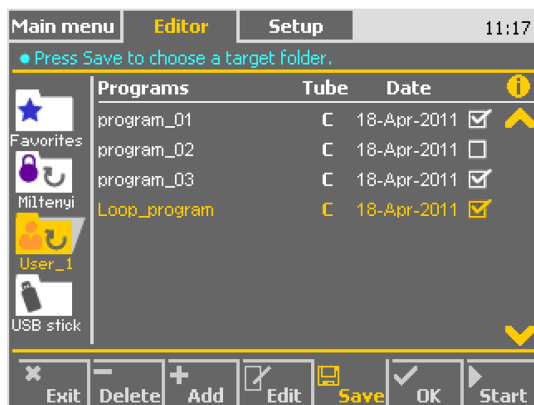 Main menu Editor Setup 11:17
• Press Save to choose a target folder.
Programs Tube Date i
program_01 C 18-Apr-2011
program_02 C 18-Apr-2011
program_03 C 18-Apr-2011
Loop_program C 18-Apr-2011
Favorites
Miltenyi
User_1
USB stick
Exit Delete Add Edit Save OK Start